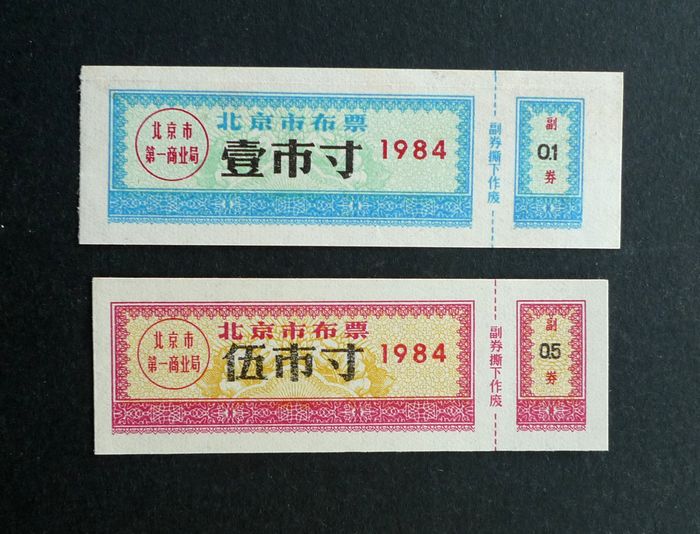 北京市
第一商业局
北京市布票
壹市寸
1984
副券撕下作废
副
0.1
券
北京市
第一商业局
北京市布票
伍市寸
1984
副券撕下作废
副
0.5
券